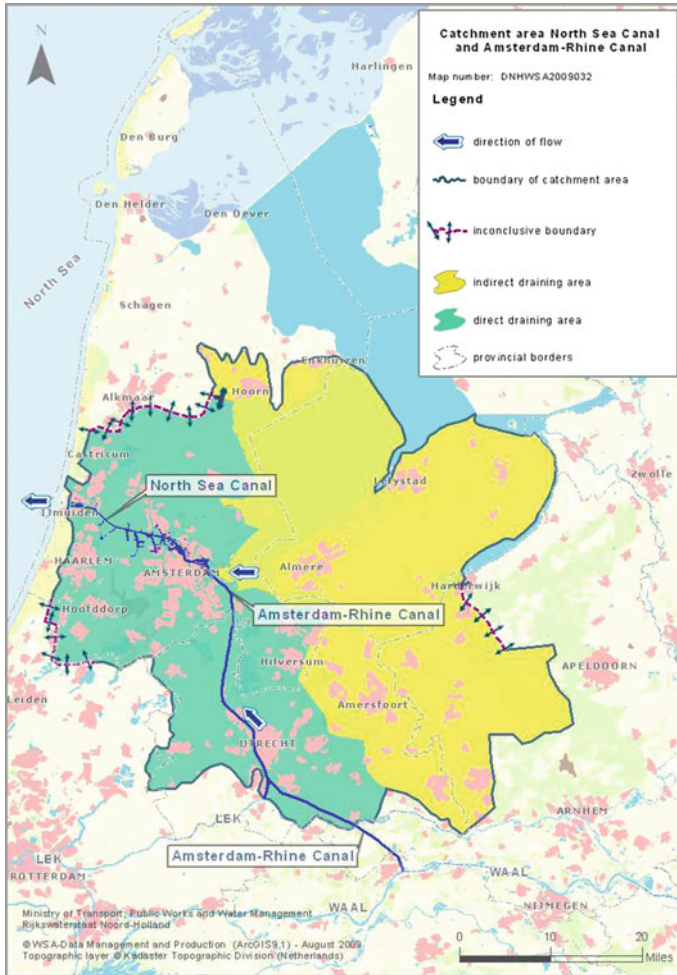 N
Catchment area North Sea Canal
and Amsterdam-Rhine Canal
Map number: DNHWSA2009032
Legend
direction of flow
boundary of catchment area
inconclusive boundary
indirect draining area
direct draining area
provincial borders
Harlingen
Den Burg
Den Helder
Den Oever
North Sea
Schagen
Enkhuizen
Hoorn
Alkmaar
Castricum
Lelystad
Zwolle
North Sea Canal
IJmuiden
HAARLEM
AMSTERDAM
Almere
Harderwijk
Hoofddorp
Amsterdam-Rhine Canal
Hilversum
APELDOORN
Leiden
Amersfoort
UTRECHT
ARNHEM
LEK
Amsterdam-Rhine Canal
LEK
ROTTERDAM
WAAL
WAAL
NIJMEGEN
Ministry of Transport, Public Works and Water Management
Rijkswaterstaat Noord-Holland
© WSA-Data Management and Production (ArcGIS9.1) - August 2009
Topographic layer © Kadaster Topographic Division (Netherlands)
0 10 20
Miles